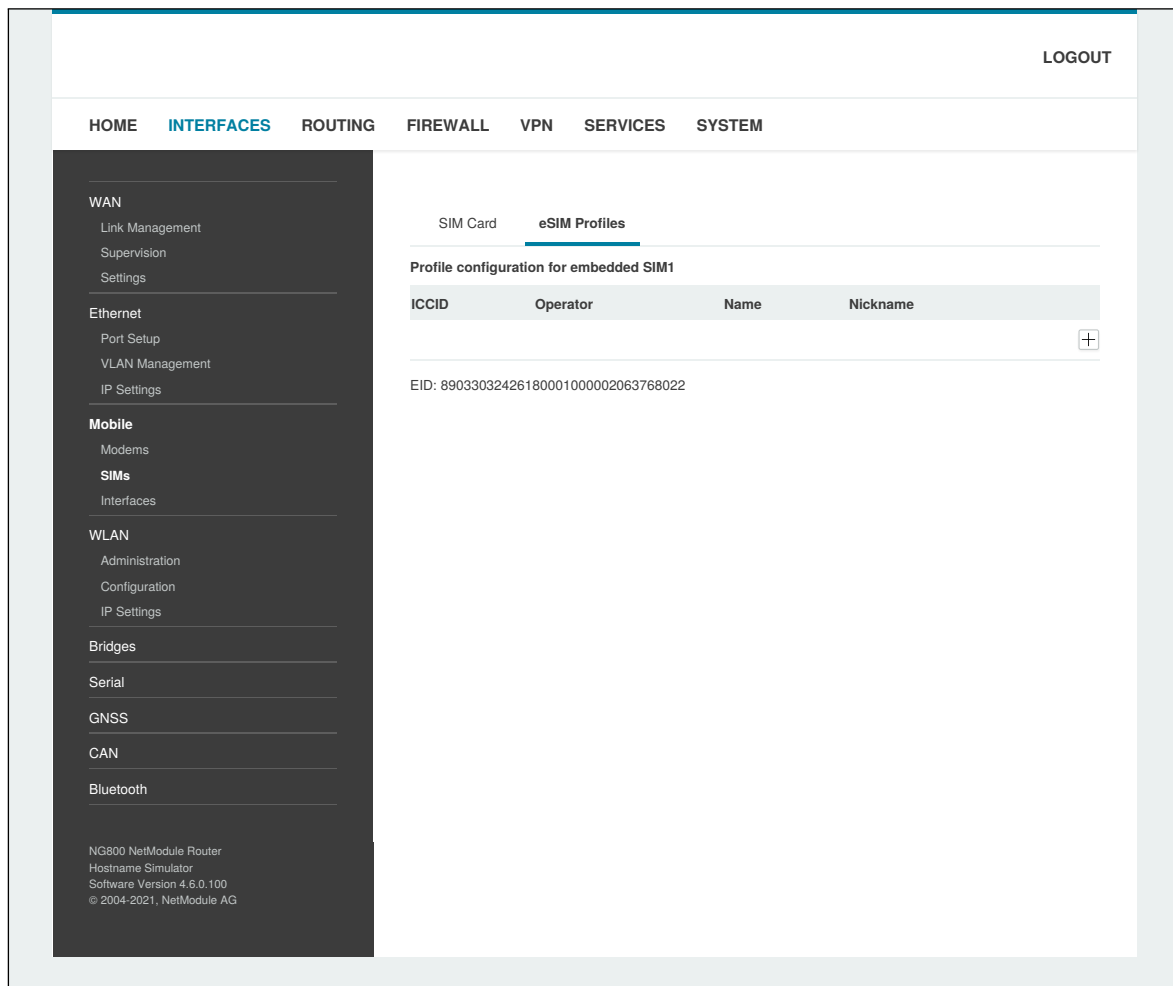 LOGOUT
HOME INTERFACES ROUTING FIREWALL VPN SERVICES SYSTEM
WAN
Link Management
Supervision
Settings
Ethernet
Port Setup
VLAN Management
IP Settings
Mobile
Modems
SIMs
Interfaces
WLAN
Administration
Configuration
IP Settings
Bridges
Serial
GNSS
CAN
Bluetooth
NG800 NetModule Router
Hostname Simulator
Software Version 4.6.0.100
© 2004-2021, NetModule AG
SIM Card eSIM Profiles
Profile configuration for embedded SIM1
ICCID Operator Name Nickname
EID: 89033032426180001000002063768022